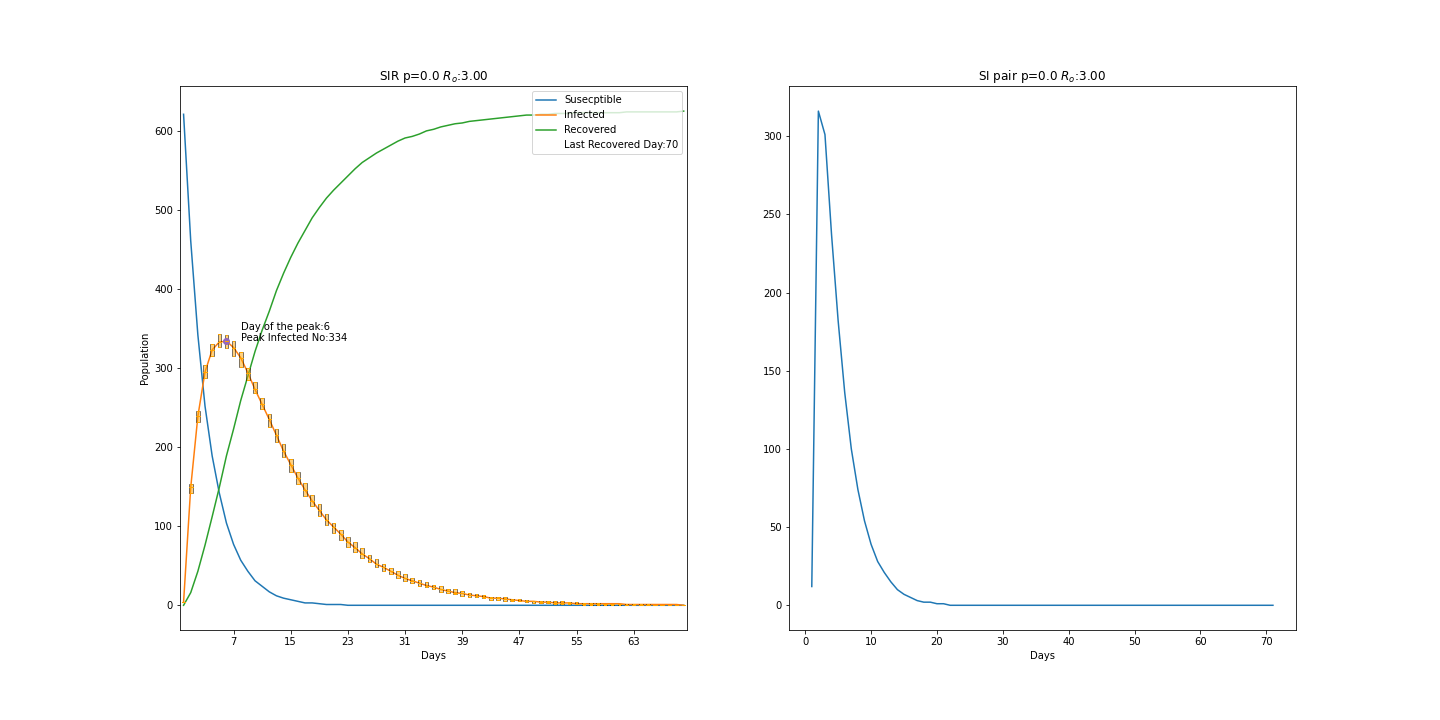 SIR p=0.0 Rₒ:3.00
Susecptible
Infected
Recovered
Last Recovered Day:70
Day of the peak:6
Peak Infected No:334
Population
600
500
400
300
200
100
0
7 15 23 31 39 47 55 63
Days
SI pair p=0.0 Rₒ:3.00
300
250
200
150
100
50
0
0 10 20 30 40 50 60 70
Days